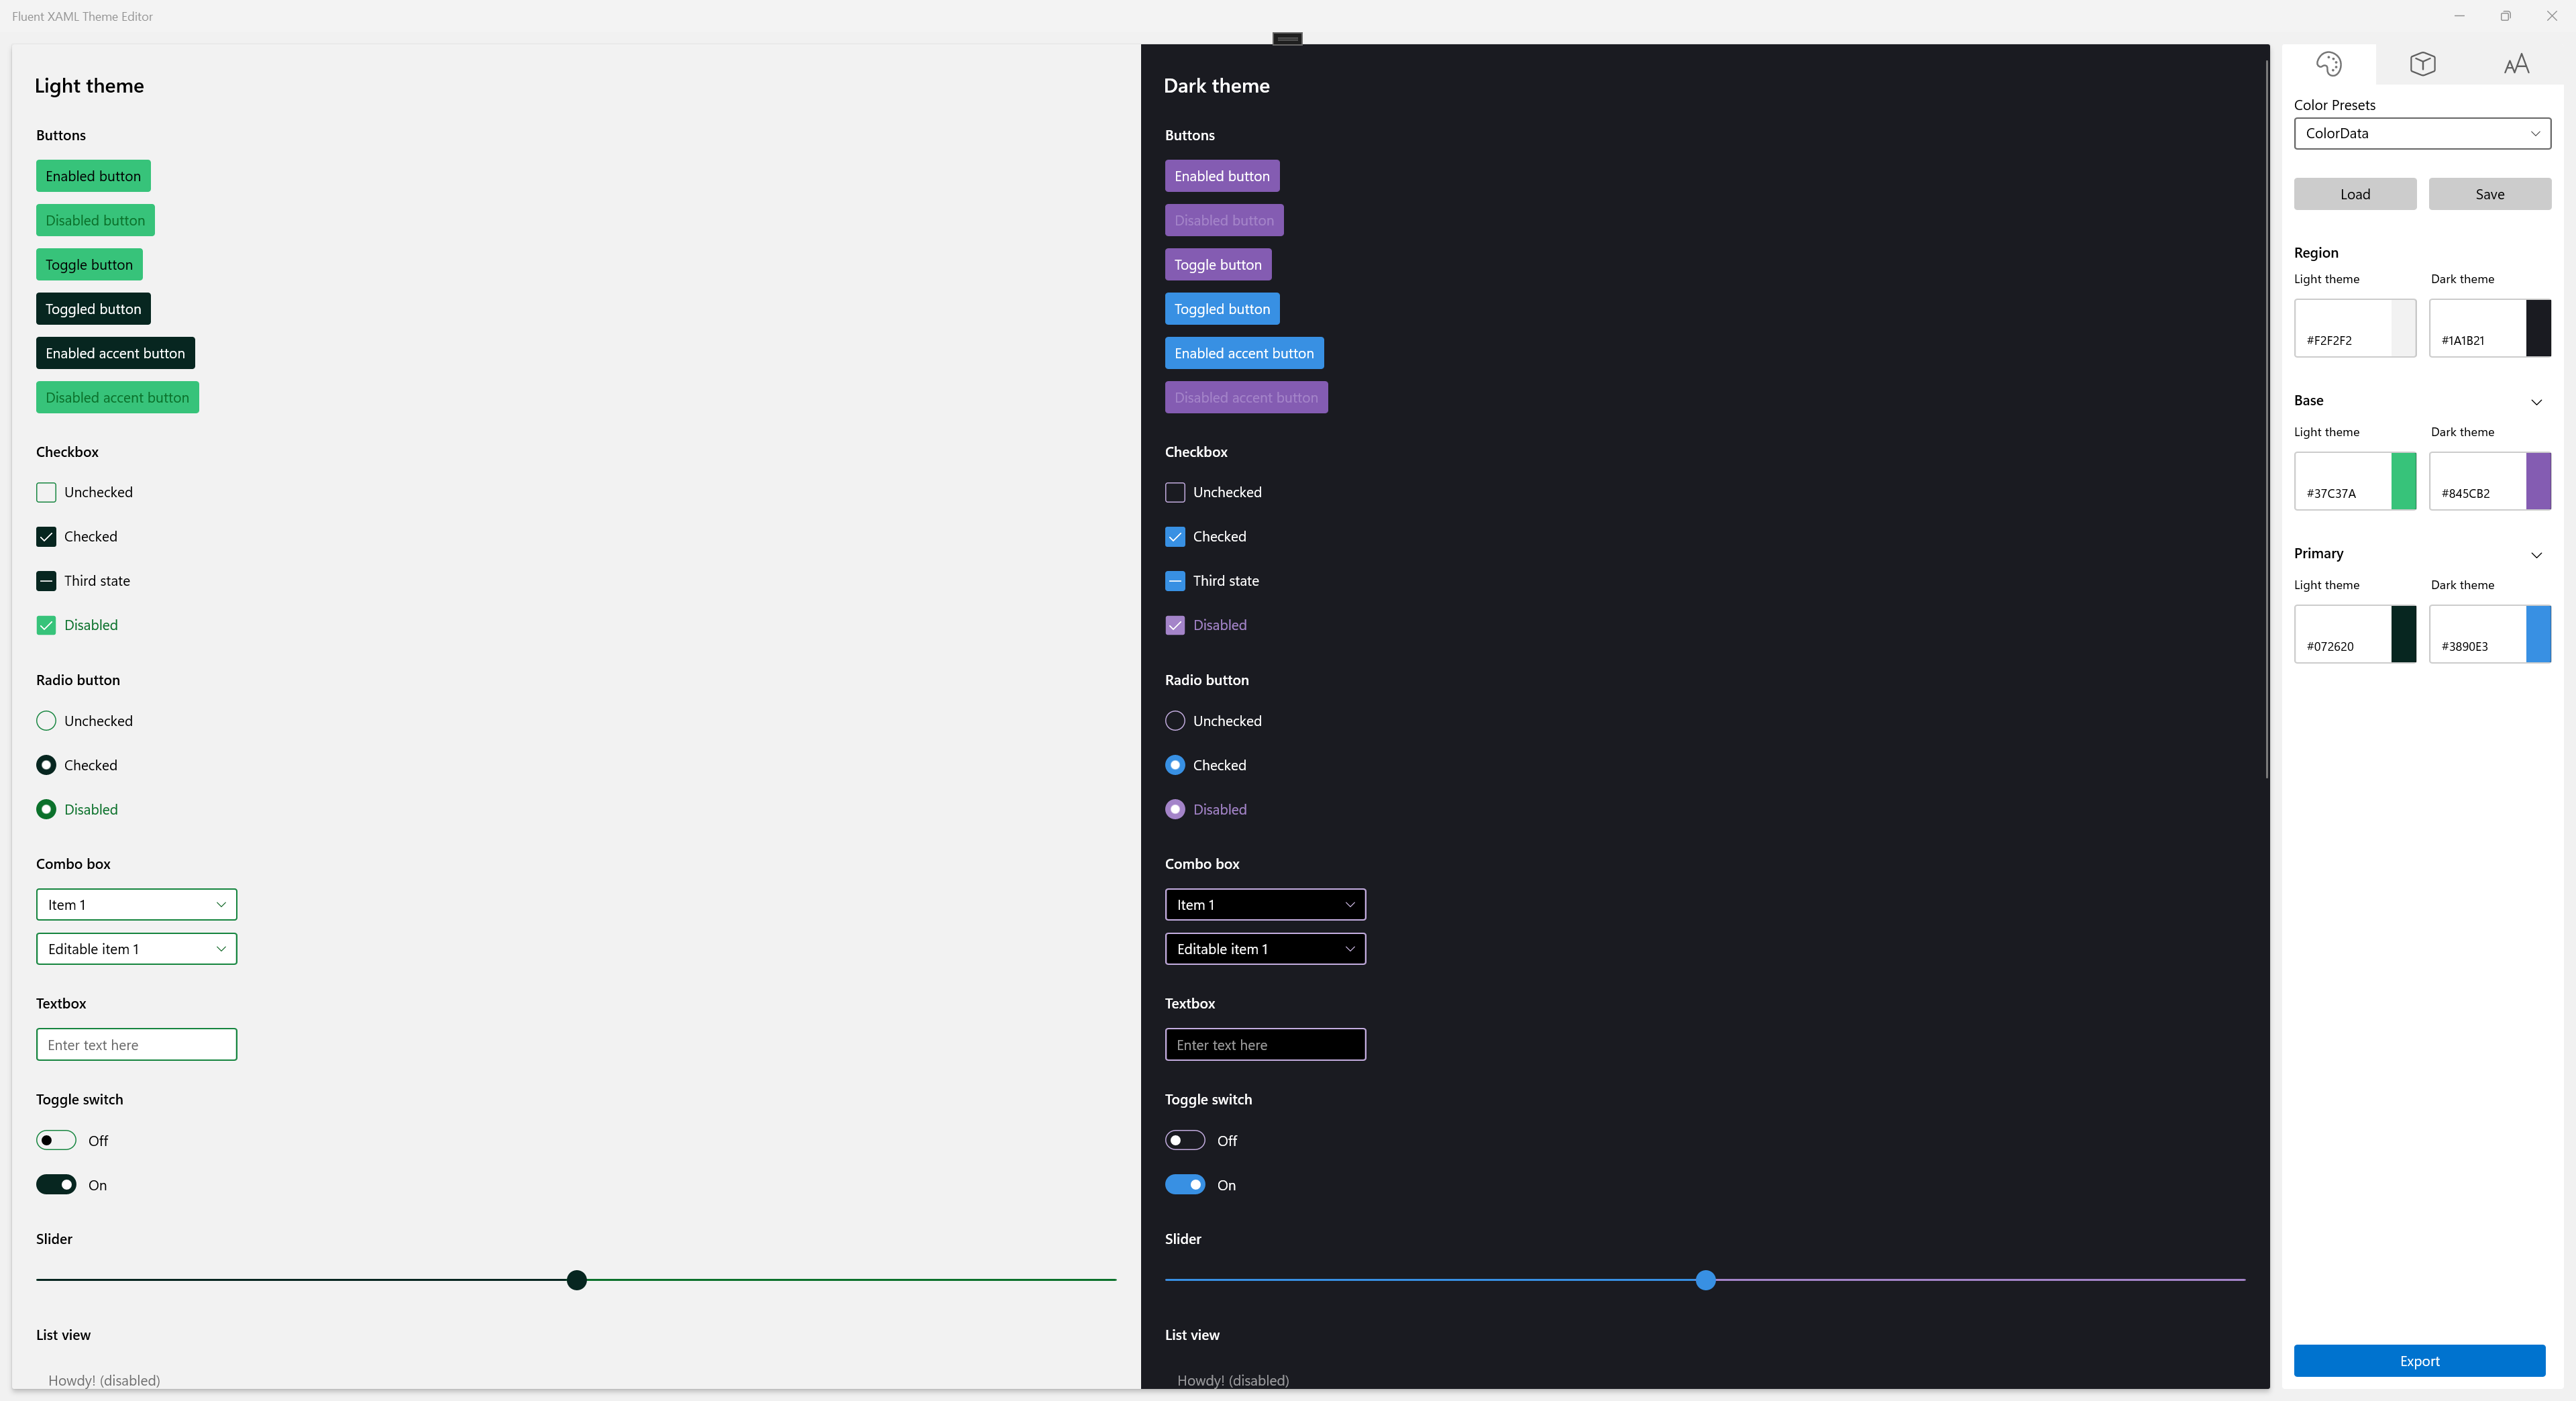 Fluent XAML Theme Editor
Light theme
Buttons
Enabled button
Disabled button
Toggle button
Toggled button
Enabled accent button
Disabled accent button
Checkbox
Unchecked
Checked
Third state
Disabled
Radio button
Unchecked
Checked
Disabled
Combo box
Item 1
Editable item 1
Textbox
Enter text here
Toggle switch
Off
On
Slider
List view
Howdy! (disabled)
Dark theme
Buttons
Enabled button
Disabled button
Toggle button
Toggled button
Enabled accent button
Disabled accent button
Checkbox
Unchecked
Checked
Third state
Disabled
Radio button
Unchecked
Checked
Disabled
Combo box
Item 1
Editable item 1
Textbox
Enter text here
Toggle switch
Off
On
Slider
List view
Howdy! (disabled)
AA
Color Presets
ColorData
Load Save
Region
Light theme Dark theme
#F2F2F2 #1A1B21
Base
Light theme Dark theme
#37C37A #845CB2
Primary
Light theme Dark theme
#072620 #3890E3
Export